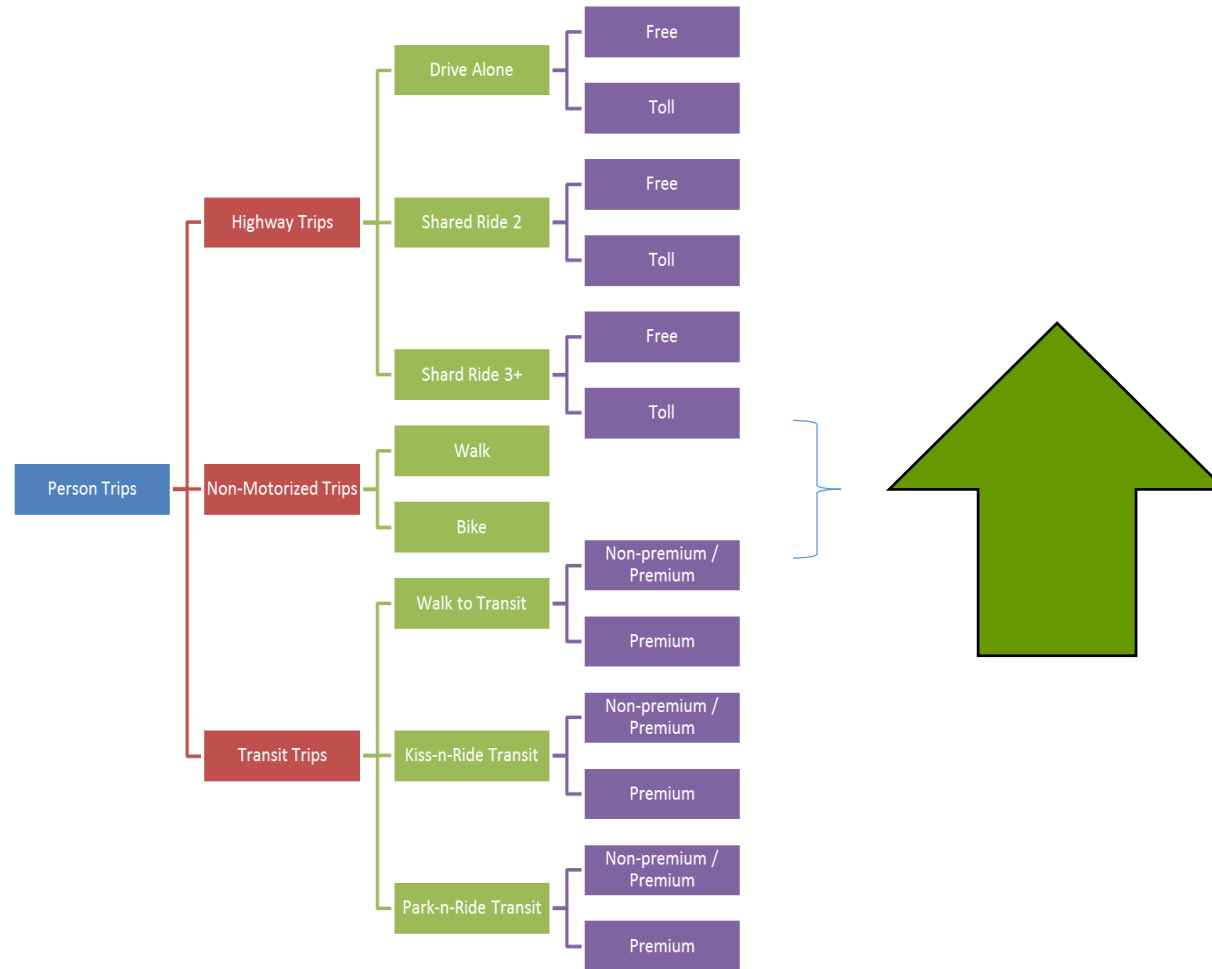 Free
Drive Alone
Toll
Free
Highway Trips
Shared Ride 2
Toll
Free
Shard Ride 3+
Toll
Walk
Person Trips
Non-Motorized Trips
Bike
Non-premium /
Premium
Walk to Transit
Premium
Non-premium /
Premium
Transit Trips
Kiss-n-Ride Transit
Premium
Non-premium /
Premium
Park-n-Ride Transit
Premium